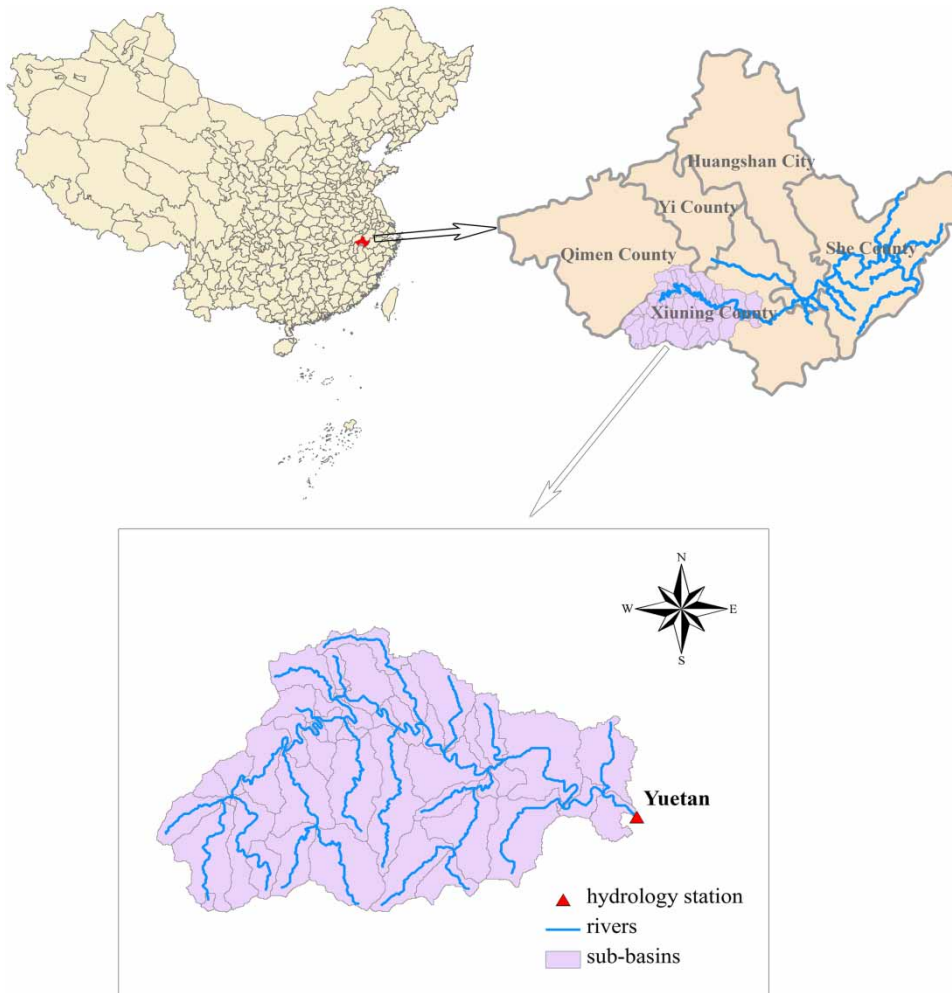 Huangshan City
Yi County
She County
Qimen County
Xiuning County
N
W
E
S
Yuetan
hydrology station
rivers
sub-basins